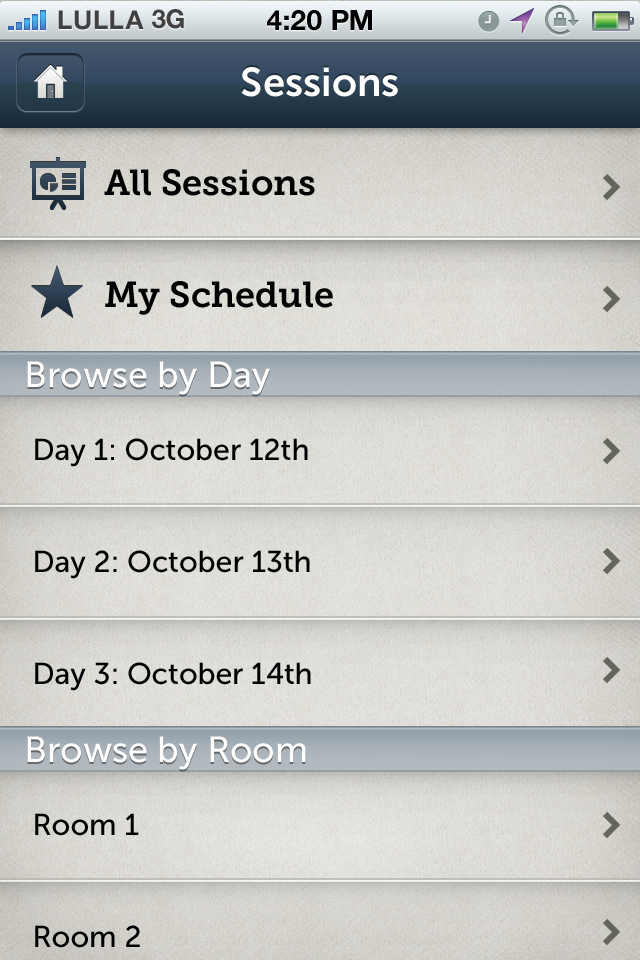 LULLA 3G 4:20 PM
Sessions
All Sessions
My Schedule
Browse by Day
Day 1: October 12th
Day 2: October 13th
Day 3: October 14th
Browse by Room
Room 1
Room 2